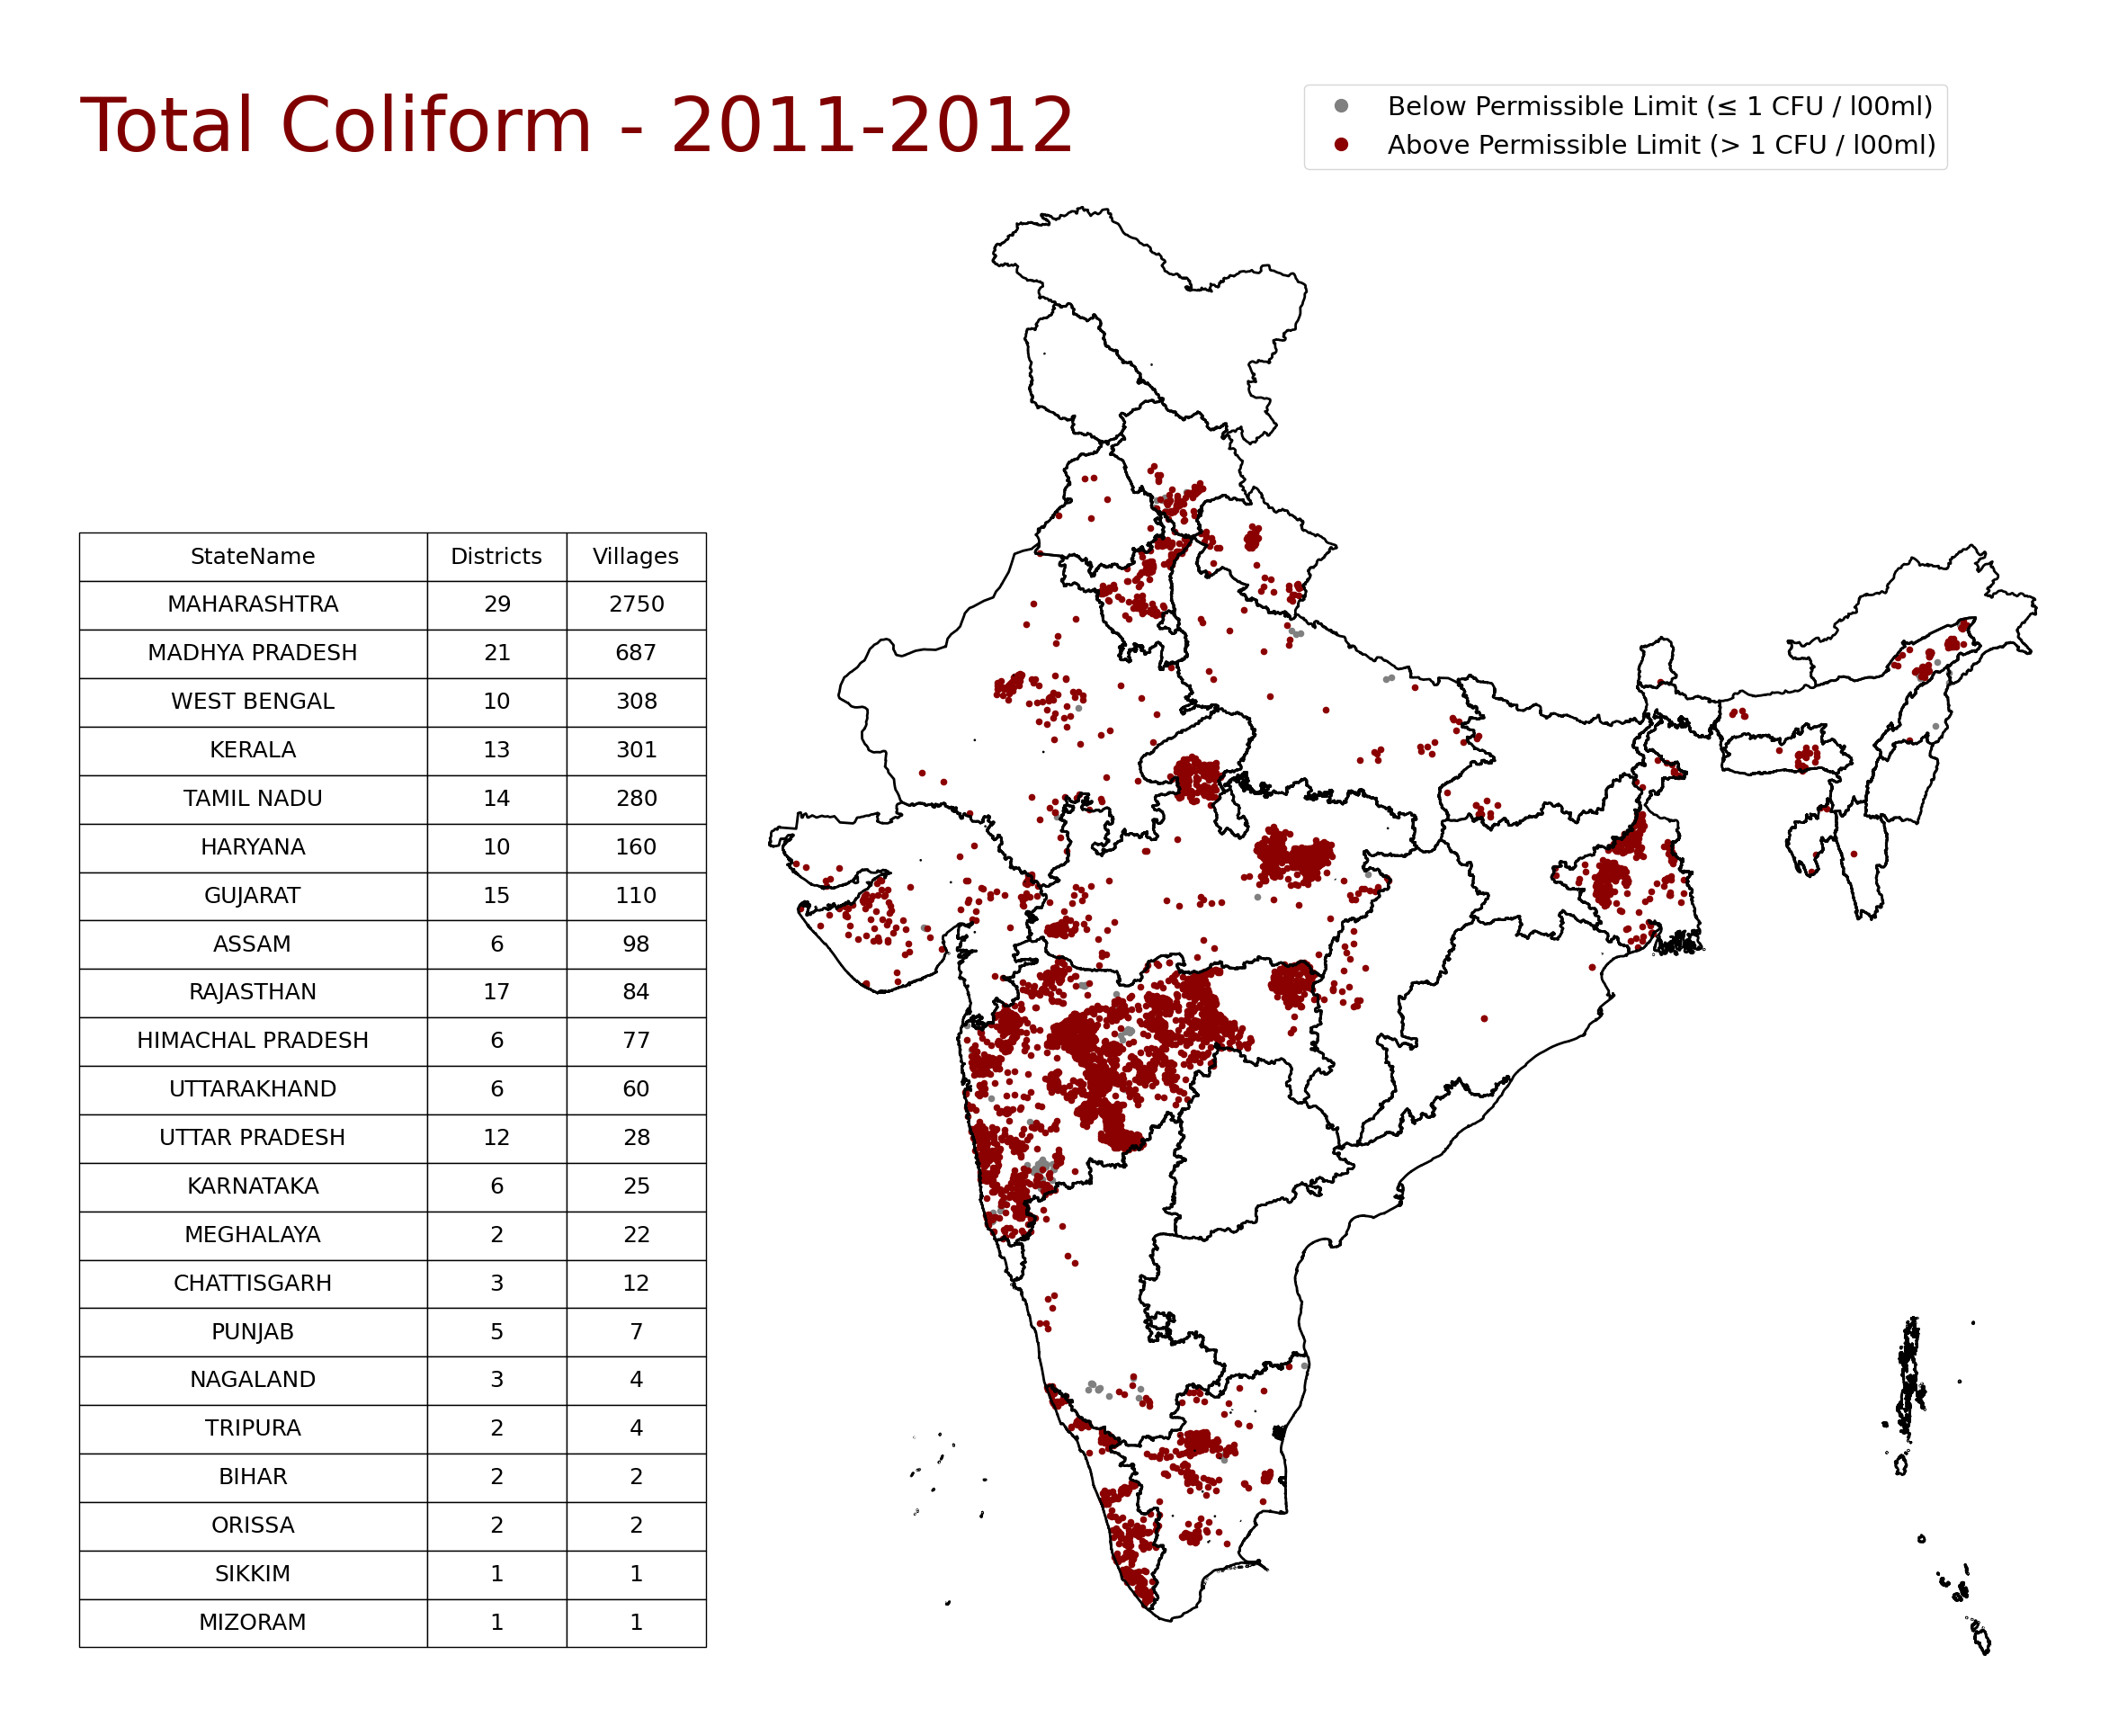 Total Coliform - 2011-2012
Below Permissible Limit (≤ 1 CFU / l00ml)
Above Permissible Limit (> 1 CFU / l00ml)
StateName Districts Villages
MAHARASHTRA 29 2750
MADHYA PRADESH 21 687
WEST BENGAL 10 308
KERALA 13 301
TAMIL NADU 14 280
HARYANA 10 160
GUJARAT 15 110
ASSAM 6 98
RAJASTHAN 17 84
HIMACHAL PRADESH 6 77
UTTARAKHAND 6 60
UTTAR PRADESH 12 28
KARNATAKA 6 25
MEGHALAYA 2 22
CHATTISGARH 3 12
PUNJAB 5 7
NAGALAND 3 4
TRIPURA 2 4
BIHAR 2 2
ORISSA 2 2
SIKKIM 1 1
MIZORAM 1 1